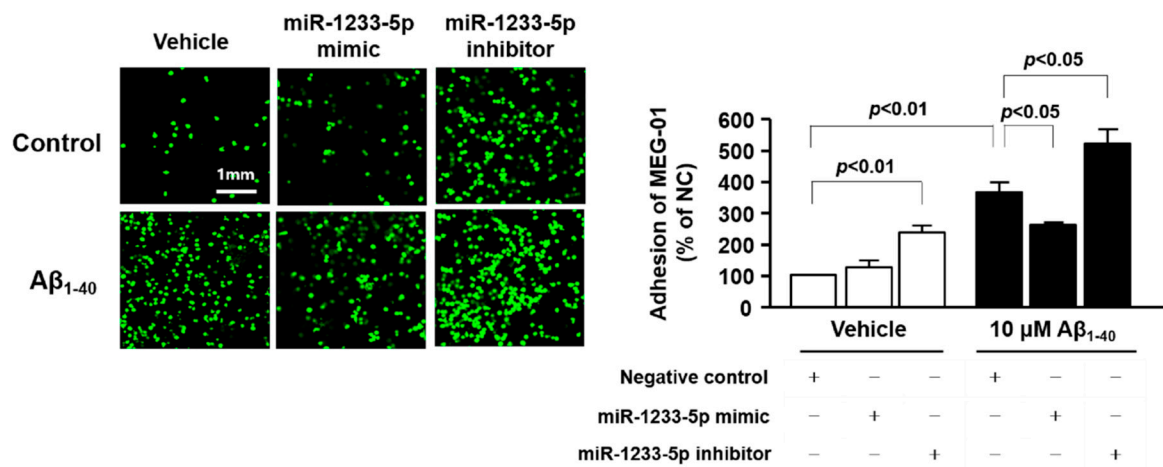 Vehicle
miR-1233-5p
mimic
miR-1233-5p
inhibitor
Control
1mm
Aβ1-40
p<0.05
p<0.01
p<0.05
p<0.01
Adhesion of MEG-01
(% of NC)
600
500
400
300
200
100
0
Vehicle
10 μM Aβ1-40
Negative control + − − + − −
miR-1233-5p mimic − + − − + −
miR-1233-5p inhibitor − − + − − +